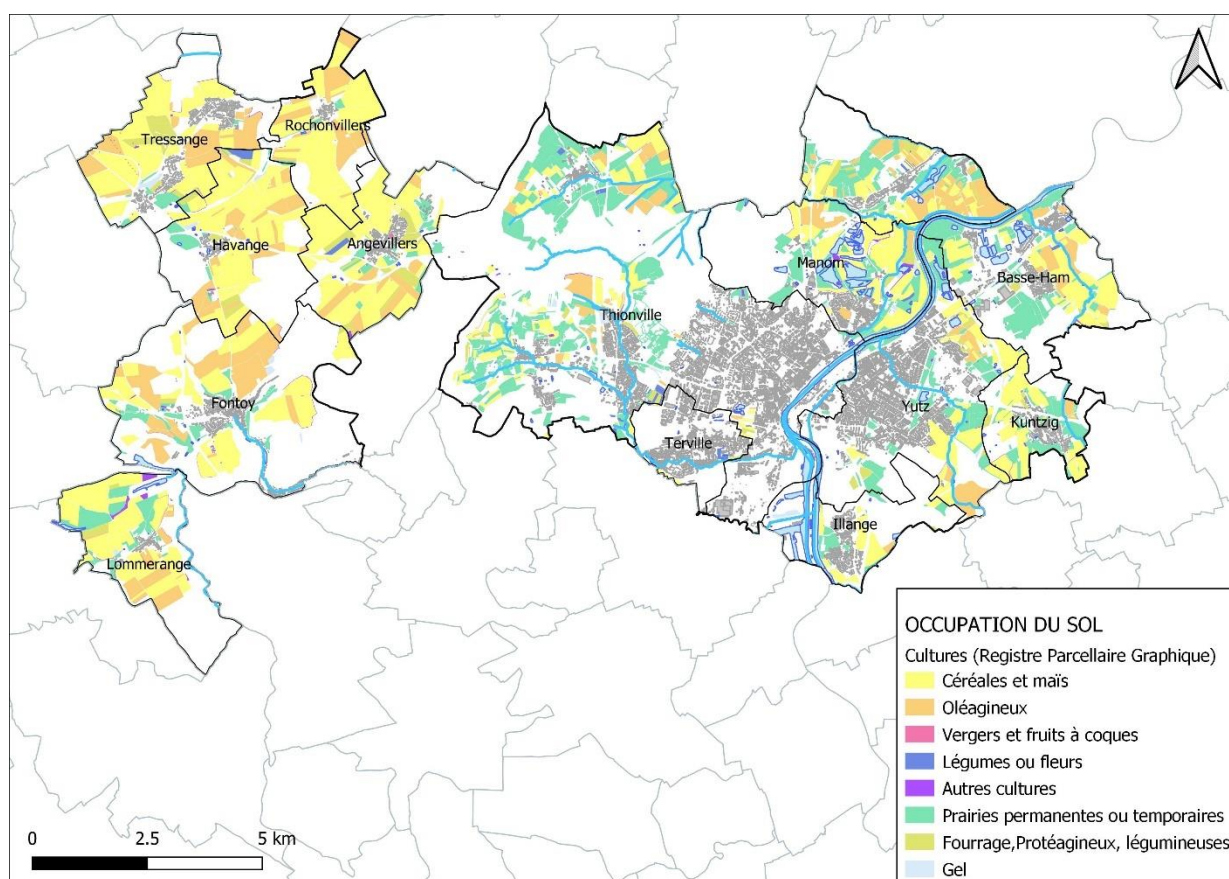 Tressange
Rochonvillers
Havange
Angevillers
Manom
Basse-Ham
Thionville
Fontoy
Yutz
Kuntzig
Terville
Illange
Lommerange
OCCUPATION DU SOL
Cultures (Registre Parcellaire Graphique)
Céréales et maïs
Oléagineux
Vergers et fruits à coques
Légumes ou fleurs
Autres cultures
Prairies permanentes ou temporaires
Fourrage,Protéagineux, légumineuses
Gel
0 2.5 5 km